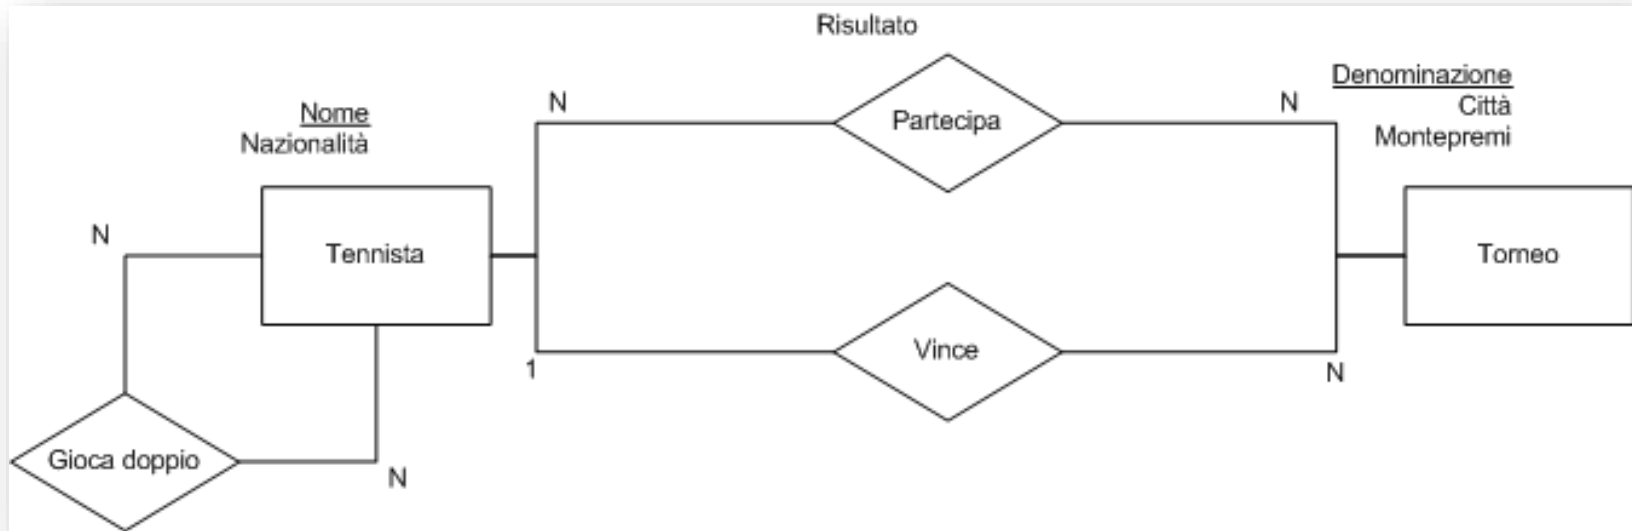 Risultato
N
Partecipa
N
Denominazione
Città
Montepremi
Nome
Nazionalità
N
Tennista
Torneo
1
Vince
N
Gioca doppio
N